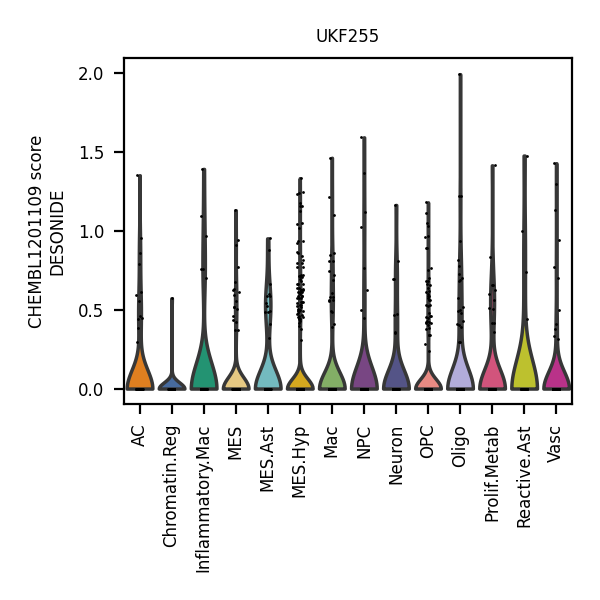 UKF255
CHEMBL1201109 score
DESONIDE
2.0
1.5
1.0
0.5
0.0
AC
Chromatin.Reg
Inflammatory.Mac
MES
MES.Ast
MES.Hyp
Mac
NPC
Neuron
OPC
Oligo
Prolif.Metab
Reactive.Ast
Vasc